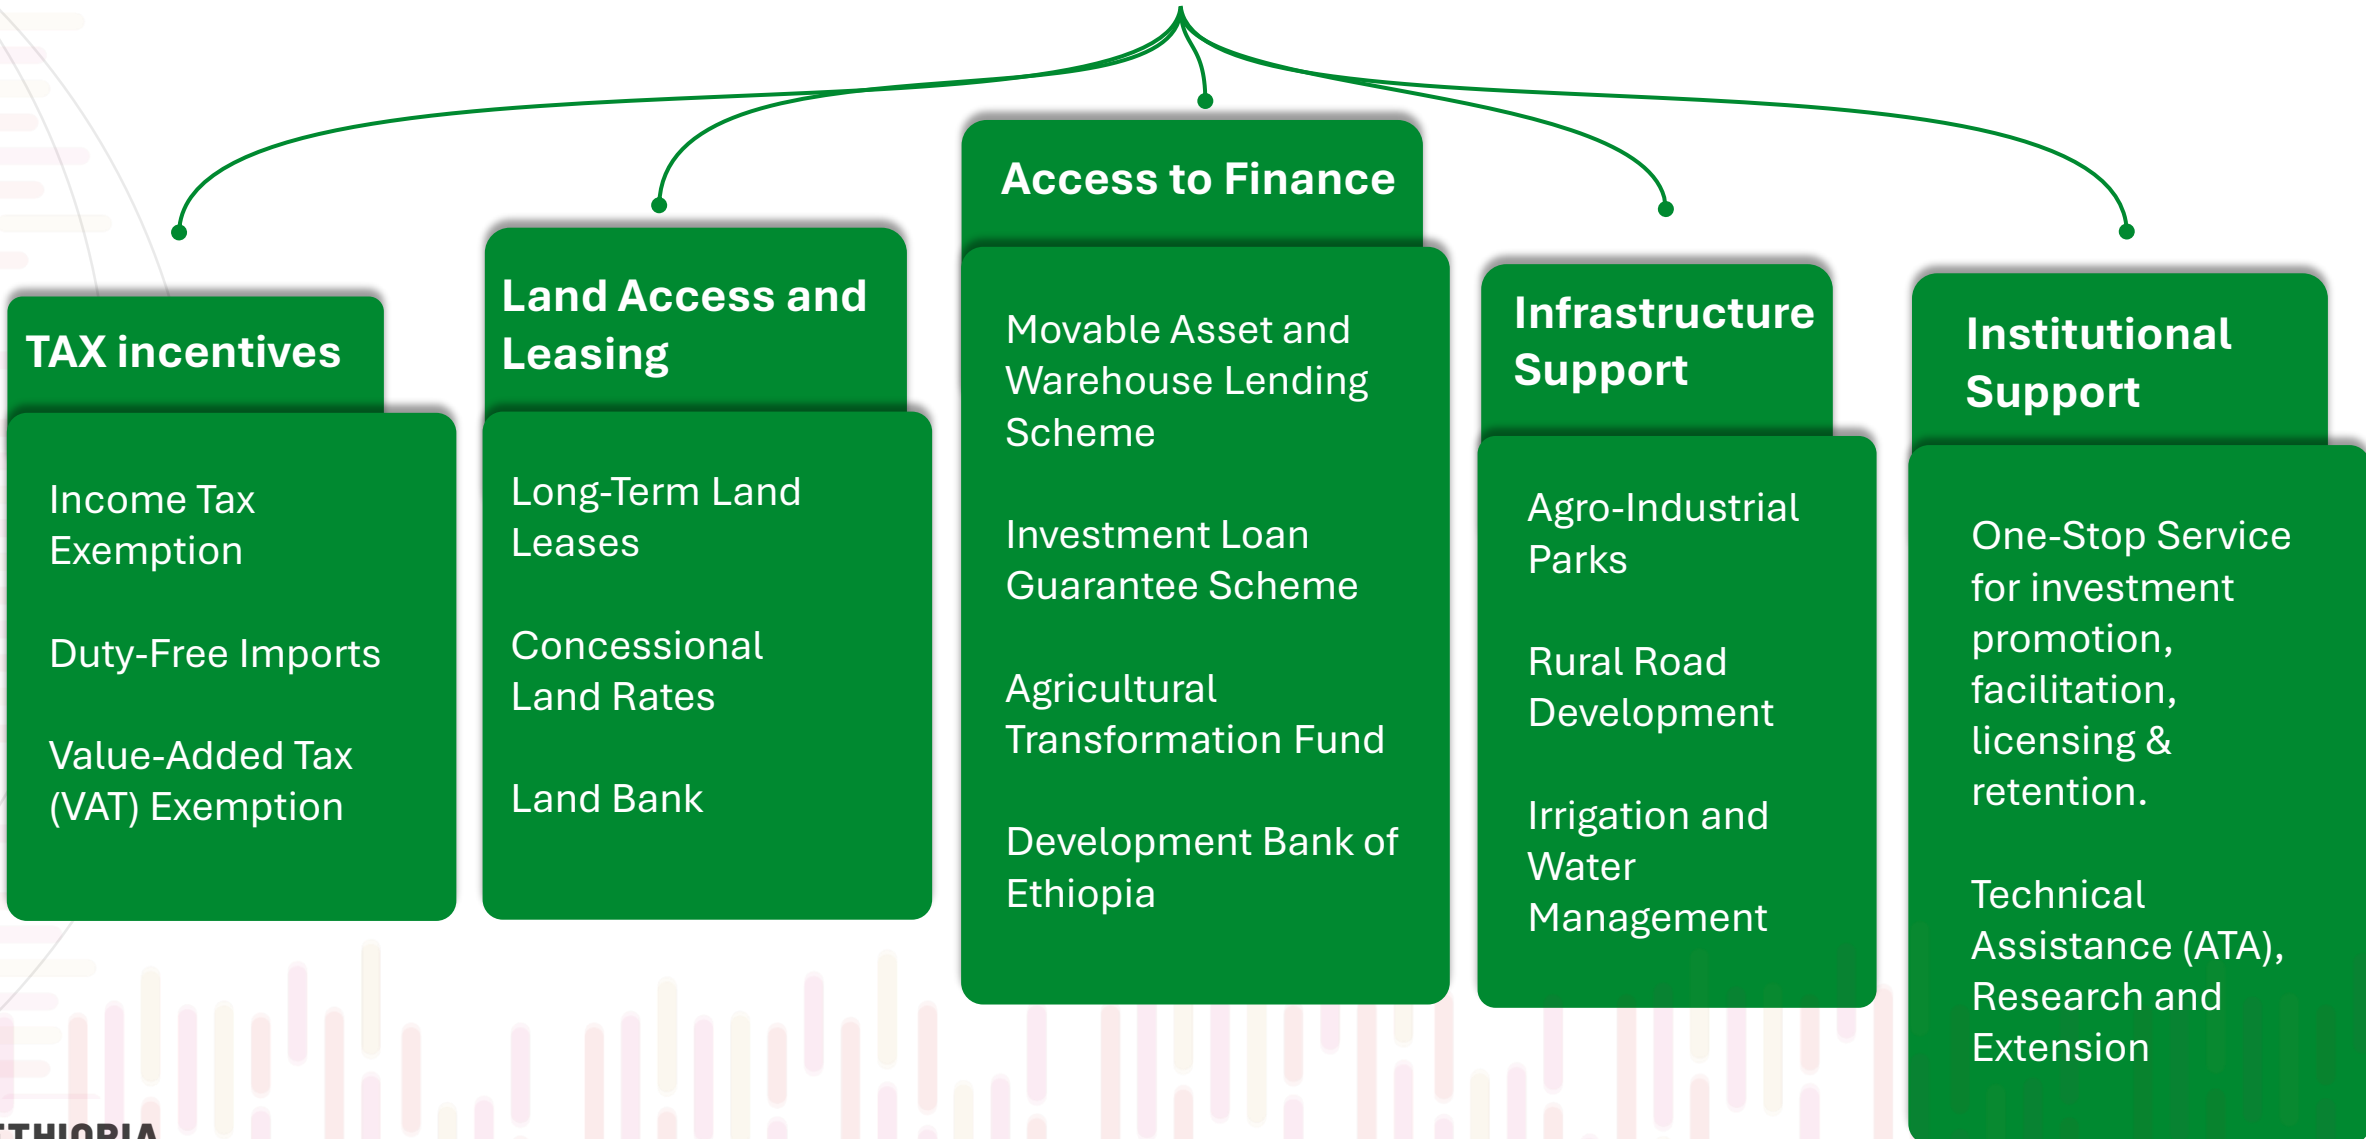 TAX incentives
Income Tax
Exemption
Duty-Free Imports
Value-Added Tax
(VAT) Exemption
Land Access and
Leasing
Long-Term Land
Leases
Concessional
Land Rates
Land Bank
Access to Finance
Movable Asset and
Warehouse Lending
Scheme
Investment Loan
Guarantee Scheme
Agricultural
Transformation Fund
Development Bank of
Ethiopia
Infrastructure
Support
Agro-Industrial
Parks
Rural Road
Development
Irrigation and
Water
Management
Institutional
Support
One-Stop Service
for investment
promotion,
facilitation,
licensing &
retention.
Technical
Assistance (ATA),
Research and
Extension
ETHIOPIA